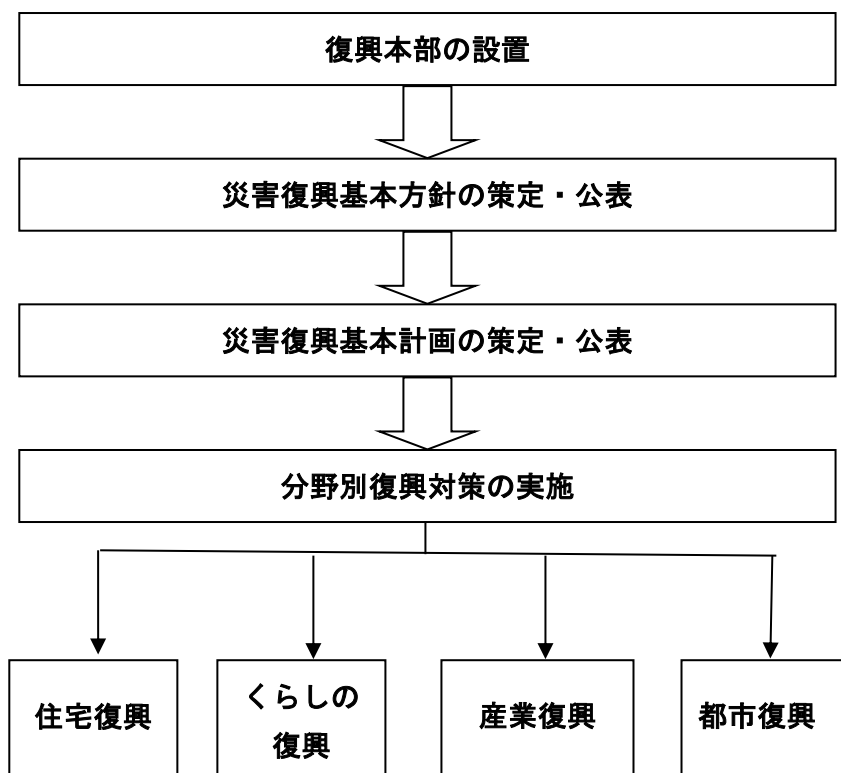 復興本部の設置
災害復興基本方針の策定・公表
災害復興基本計画の策定・公表
分野別復興対策の実施
住宅復興
くらしの
復興
産業復興
都市復興